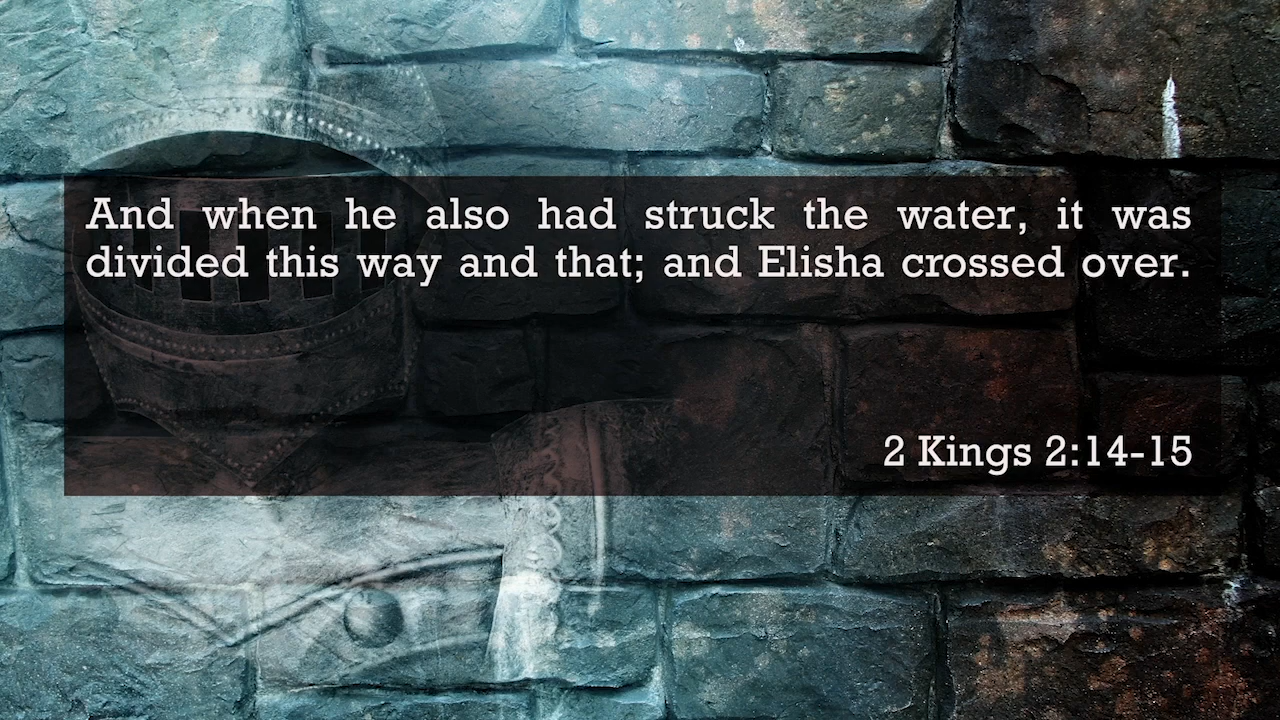 And when he also had struck the water, it was
divided this way and that; and Elisha crossed over.
2 Kings 2:14-15